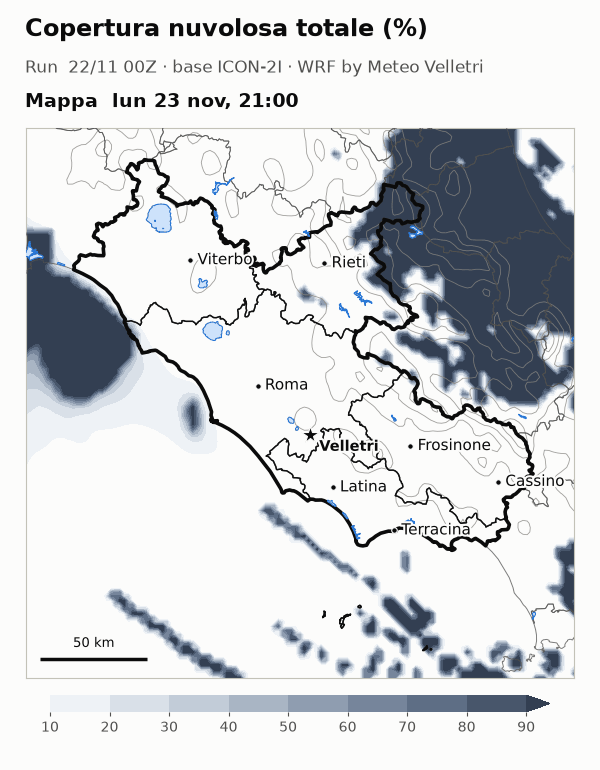 Copertura nuvolosa totale (%)
Run 22/11 00Z · base ICON-2I · WRF by Meteo Velletri
Mappa lun 23 nov, 21:00
Viterbo
Rieti
Roma
Velletri
Frosinone
Latina
Cassino
Terracina
50 km
10 20 30 40 50 60 70 80 90